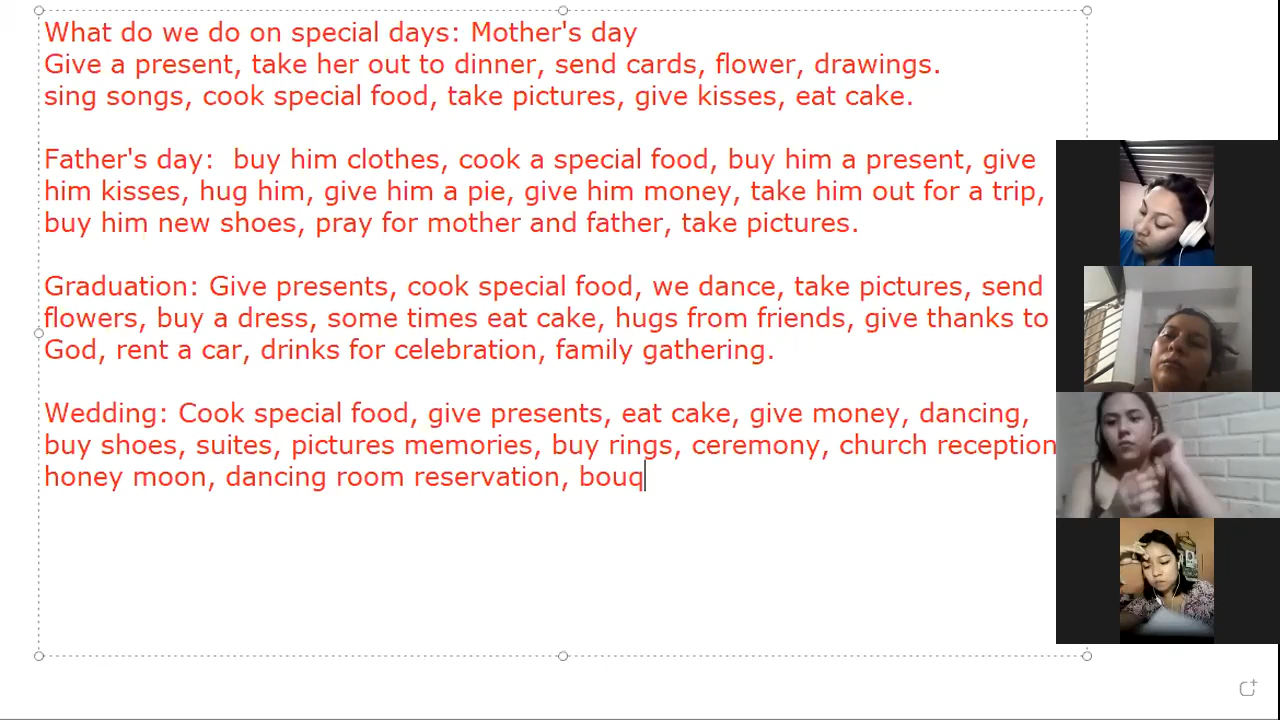 What do we do on special days: Mother's day
Give a present, take her out to dinner, send cards, flower, drawings.
sing songs, cook special food, take pictures, give kisses, eat cake.
Father's day:  buy him clothes, cook a special food, buy him a present, give
him kisses, hug him, give him a pie, give him money, take him out for a trip,
buy him new shoes, pray for mother and father, take pictures.
Graduation: Give presents, cook special food, we dance, take pictures, send
flowers, buy a dress, some times eat cake, hugs from friends, give thanks to
God, rent a car, drinks for celebration, family gathering.
Wedding: Cook special food, give presents, eat cake, give money, dancing,
buy shoes, suites, pictures memories, buy rings, ceremony, church reception
honey moon, dancing room reservation, bouq